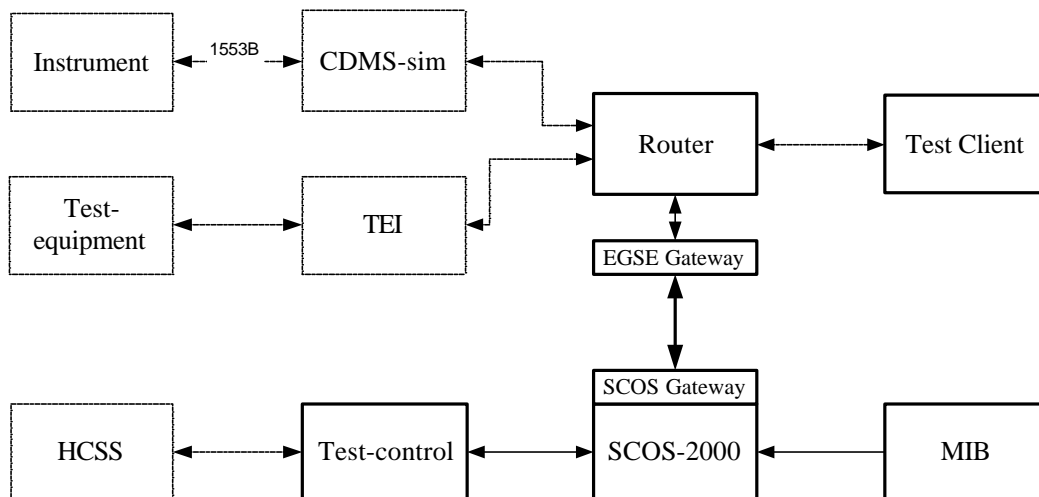 1553B
Instrument
CDMS-sim
Router
Test Client
Test-
equipment
TEI
EGSE Gateway
SCOS Gateway
HCSS
Test-control
SCOS-2000
MIB